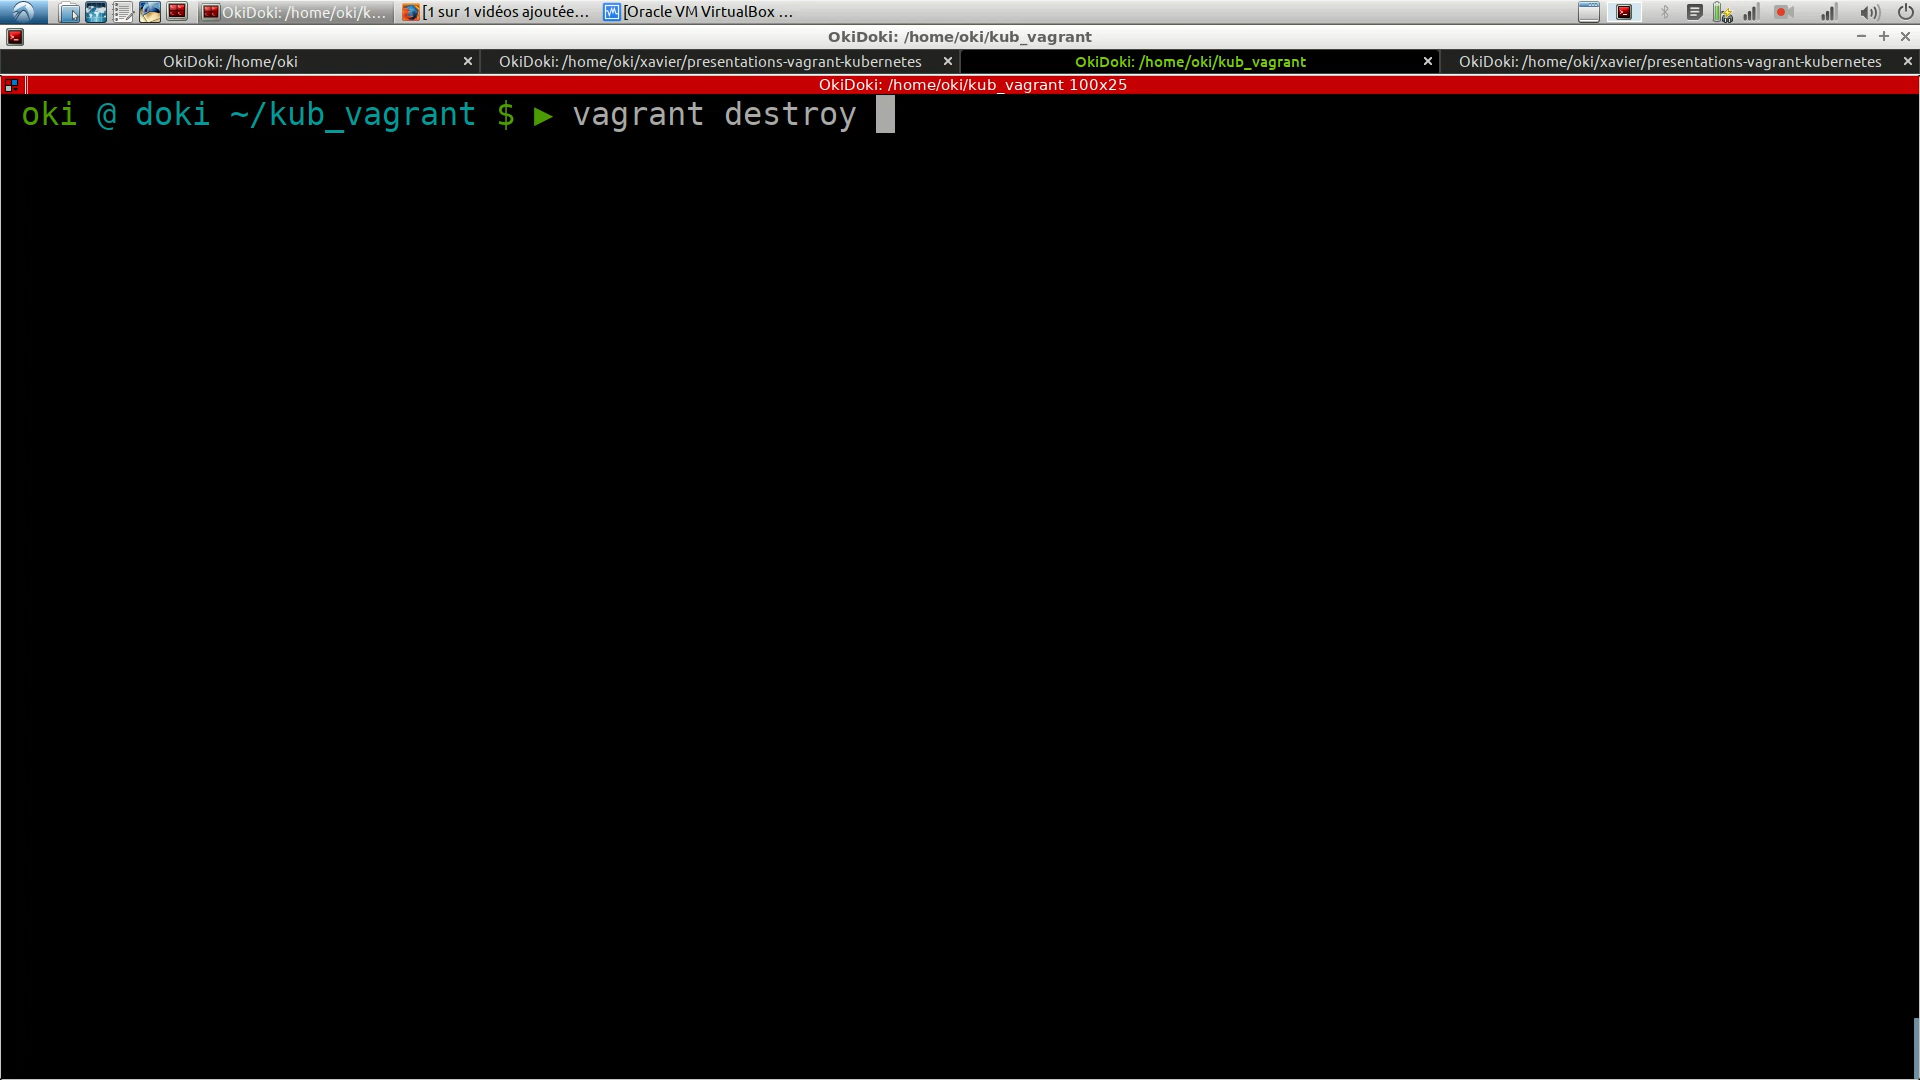 OkiDoki: /home/oki/k... [1 sur 1 vidéos ajoutée... [Oracle VM VirtualBox ...
OkiDoki: /home/oki/kub_vagrant
OkiDoki: /home/oki OkiDoki: /home/oki/xavier/presentations-vagrant-kubernetes OkiDoki: /home/oki/kub_vagrant OkiDoki: /home/oki/xavier/presentations-vagrant-kubernetes
OkiDoki: /home/oki/kub_vagrant 100x25
oki @ doki ~/kub_vagrant $ ▶ vagrant destroy